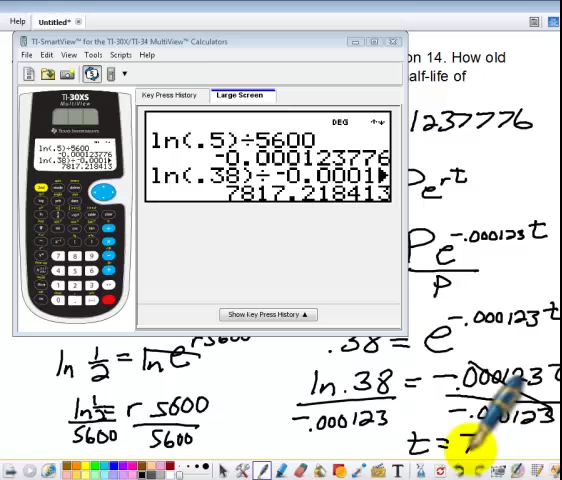 Help Untitled*
TI-SmartView™ for the TI-30X/TI-34 MultiView™ Calculators
File Edit View Tools Scripts Help
on 14. How old
alf-life of
Key Press History Large Screen
TI-30XS
MultiView
DEG
ln(.5)÷5600
-0.000123776
ln(.38)÷-0.0001▶
7817.218413
Show Key Press History ▲
1237776
Pe^rt
Pe^-.000123t
P
.38 = e^-.000123t
ln 1/2 = ln e^r5600
ln .38 = -.000123t
-.000123 -.000123
ln 1/2 = r 5600
5600 5600
t = 7